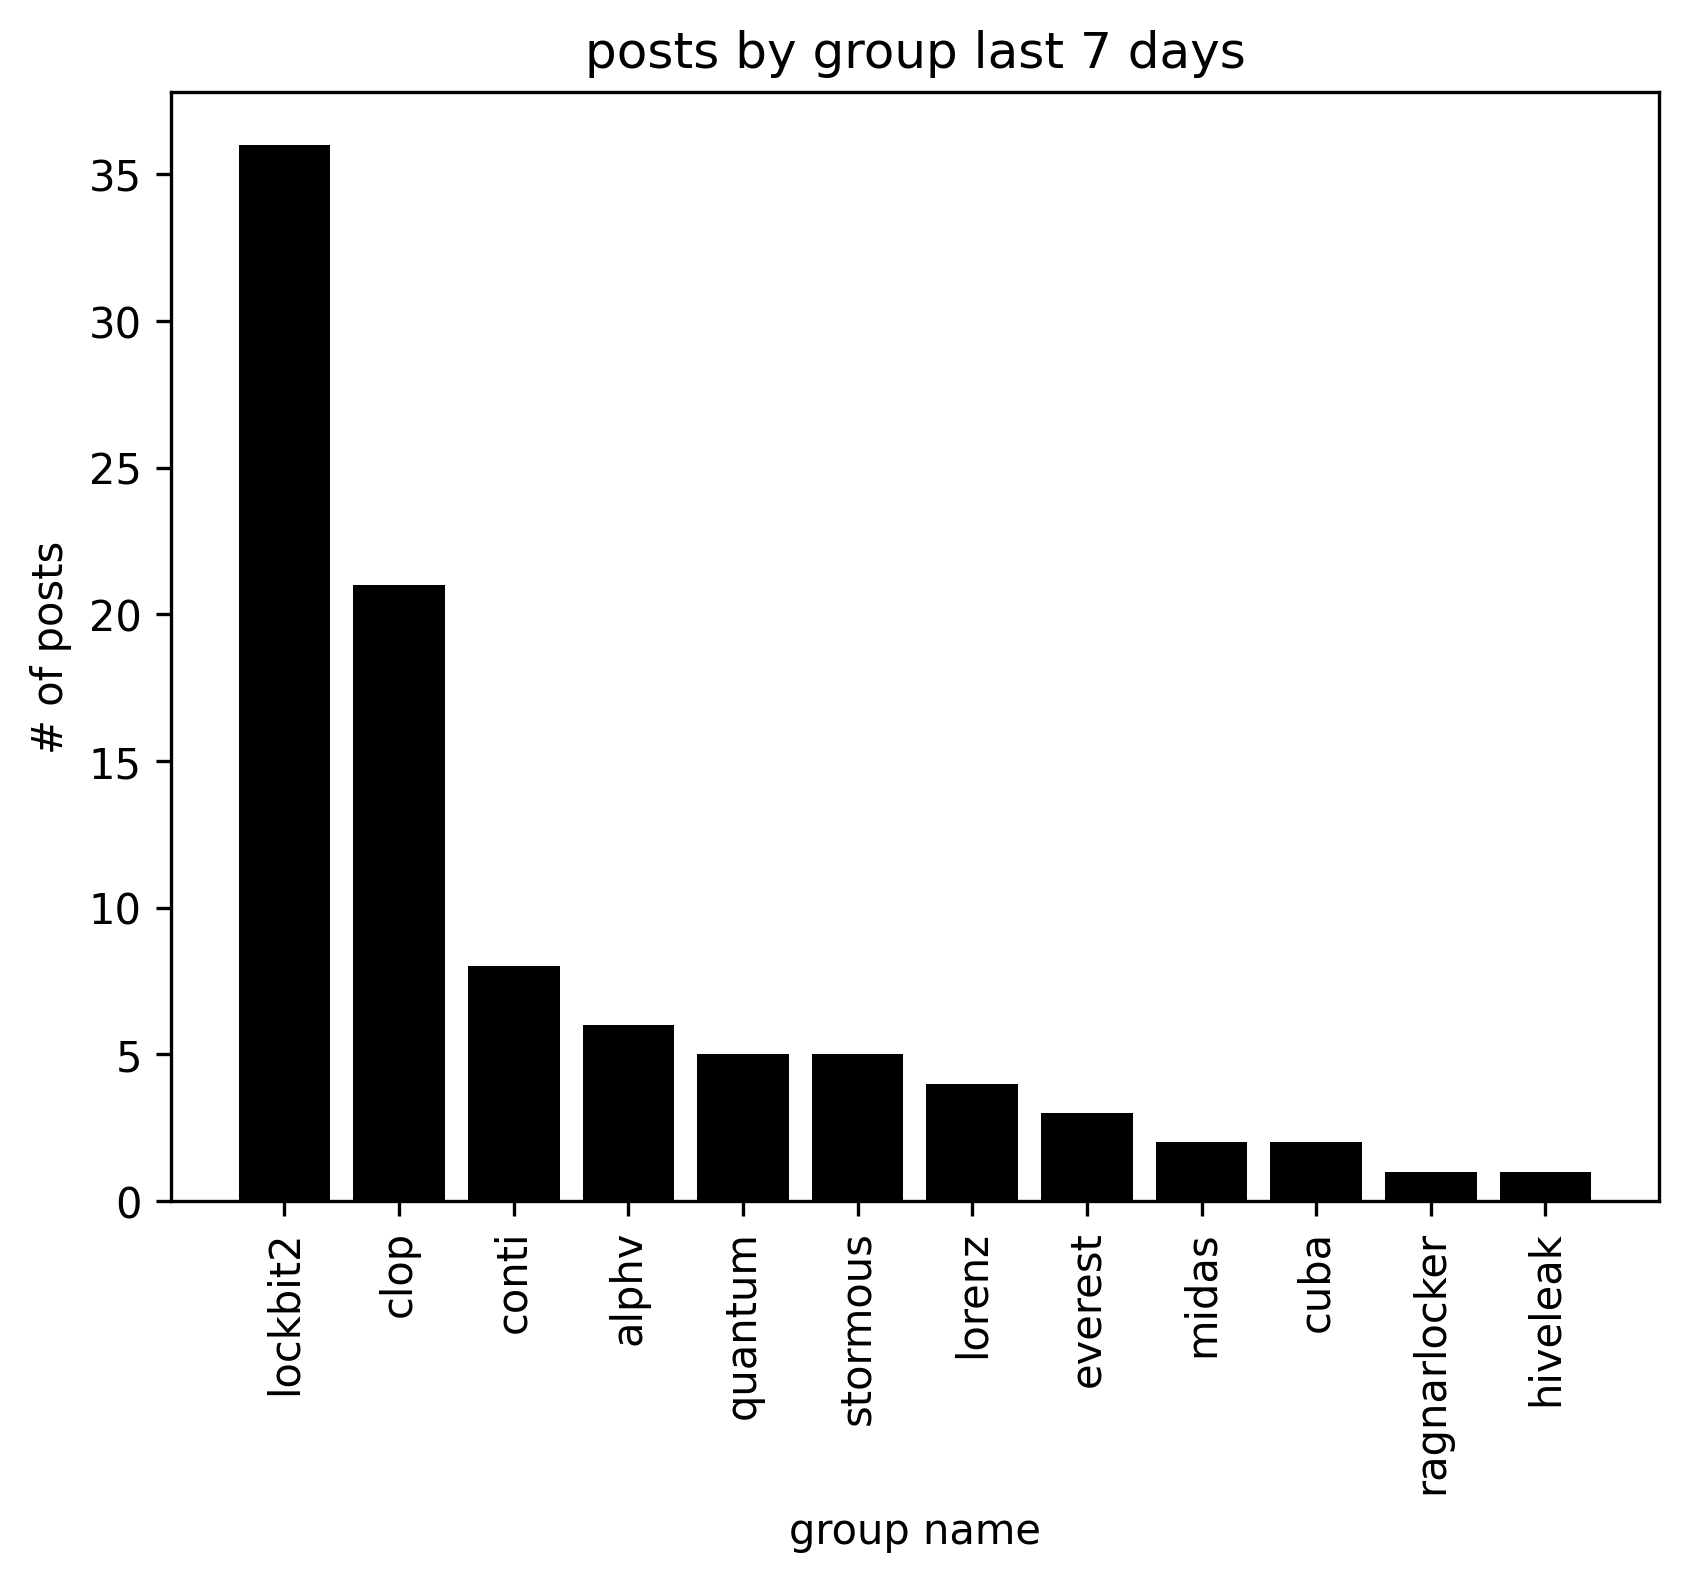 posts by group last 7 days
# of posts
35
30
25
20
15
10
5
0
lockbit2
clop
conti
alphv
quantum
stormous
lorenz
everest
midas
cuba
ragnarlocker
hiveleak
group name